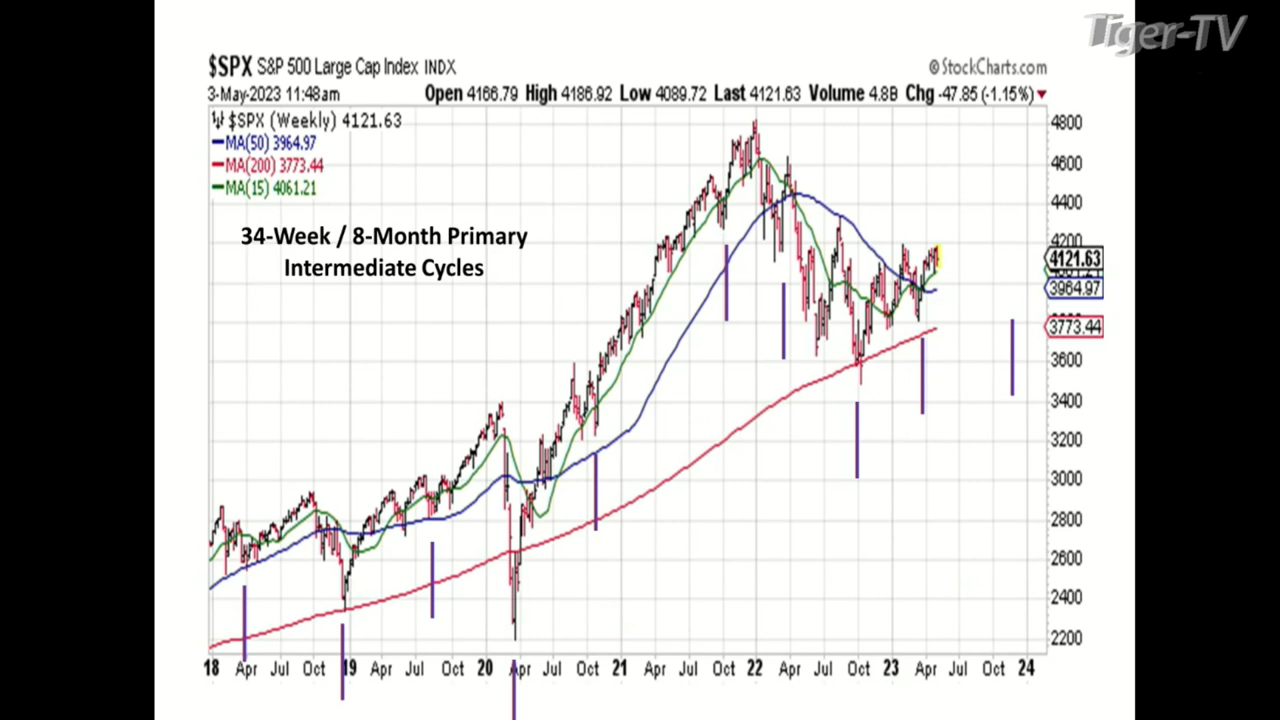 Tiger-TV
$SPX S&P 500 Large Cap Index INDX
©StockCharts.com
3-May-2023 11:48am
Open 4166.79 High 4186.92 Low 4089.72 Last 4121.63 Volume 4.8B Chg -47.85 (-1.15%)
$SPX (Weekly) 4121.63
MA(50) 3964.97
MA(200) 3773.44
MA(15) 4061.21
34-Week / 8-Month Primary
Intermediate Cycles
4800
4600
4400
4200
4121.63
3964.97
3773.44
3600
3400
3200
3000
2800
2600
2400
2200
18 Apr Jul Oct 19 Apr Jul Oct 20 Apr Jul Oct 21 Apr Jul Oct 22 Apr Jul Oct 23 Apr Jul Oct 24